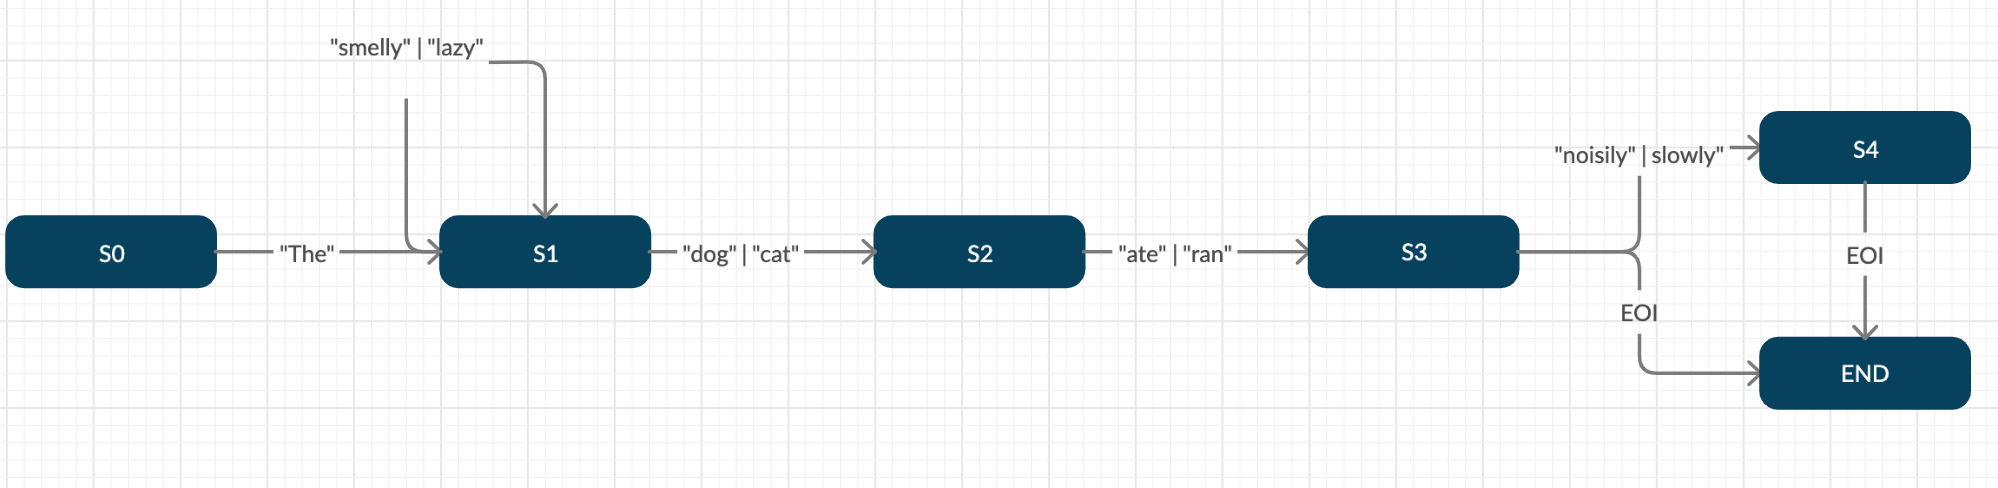 "smelly" | "lazy"
"noisily" | slowly"
S4
S0
"The"
S1
"dog" | "cat"
S2
"ate" | "ran"
S3
EOI
EOI
END